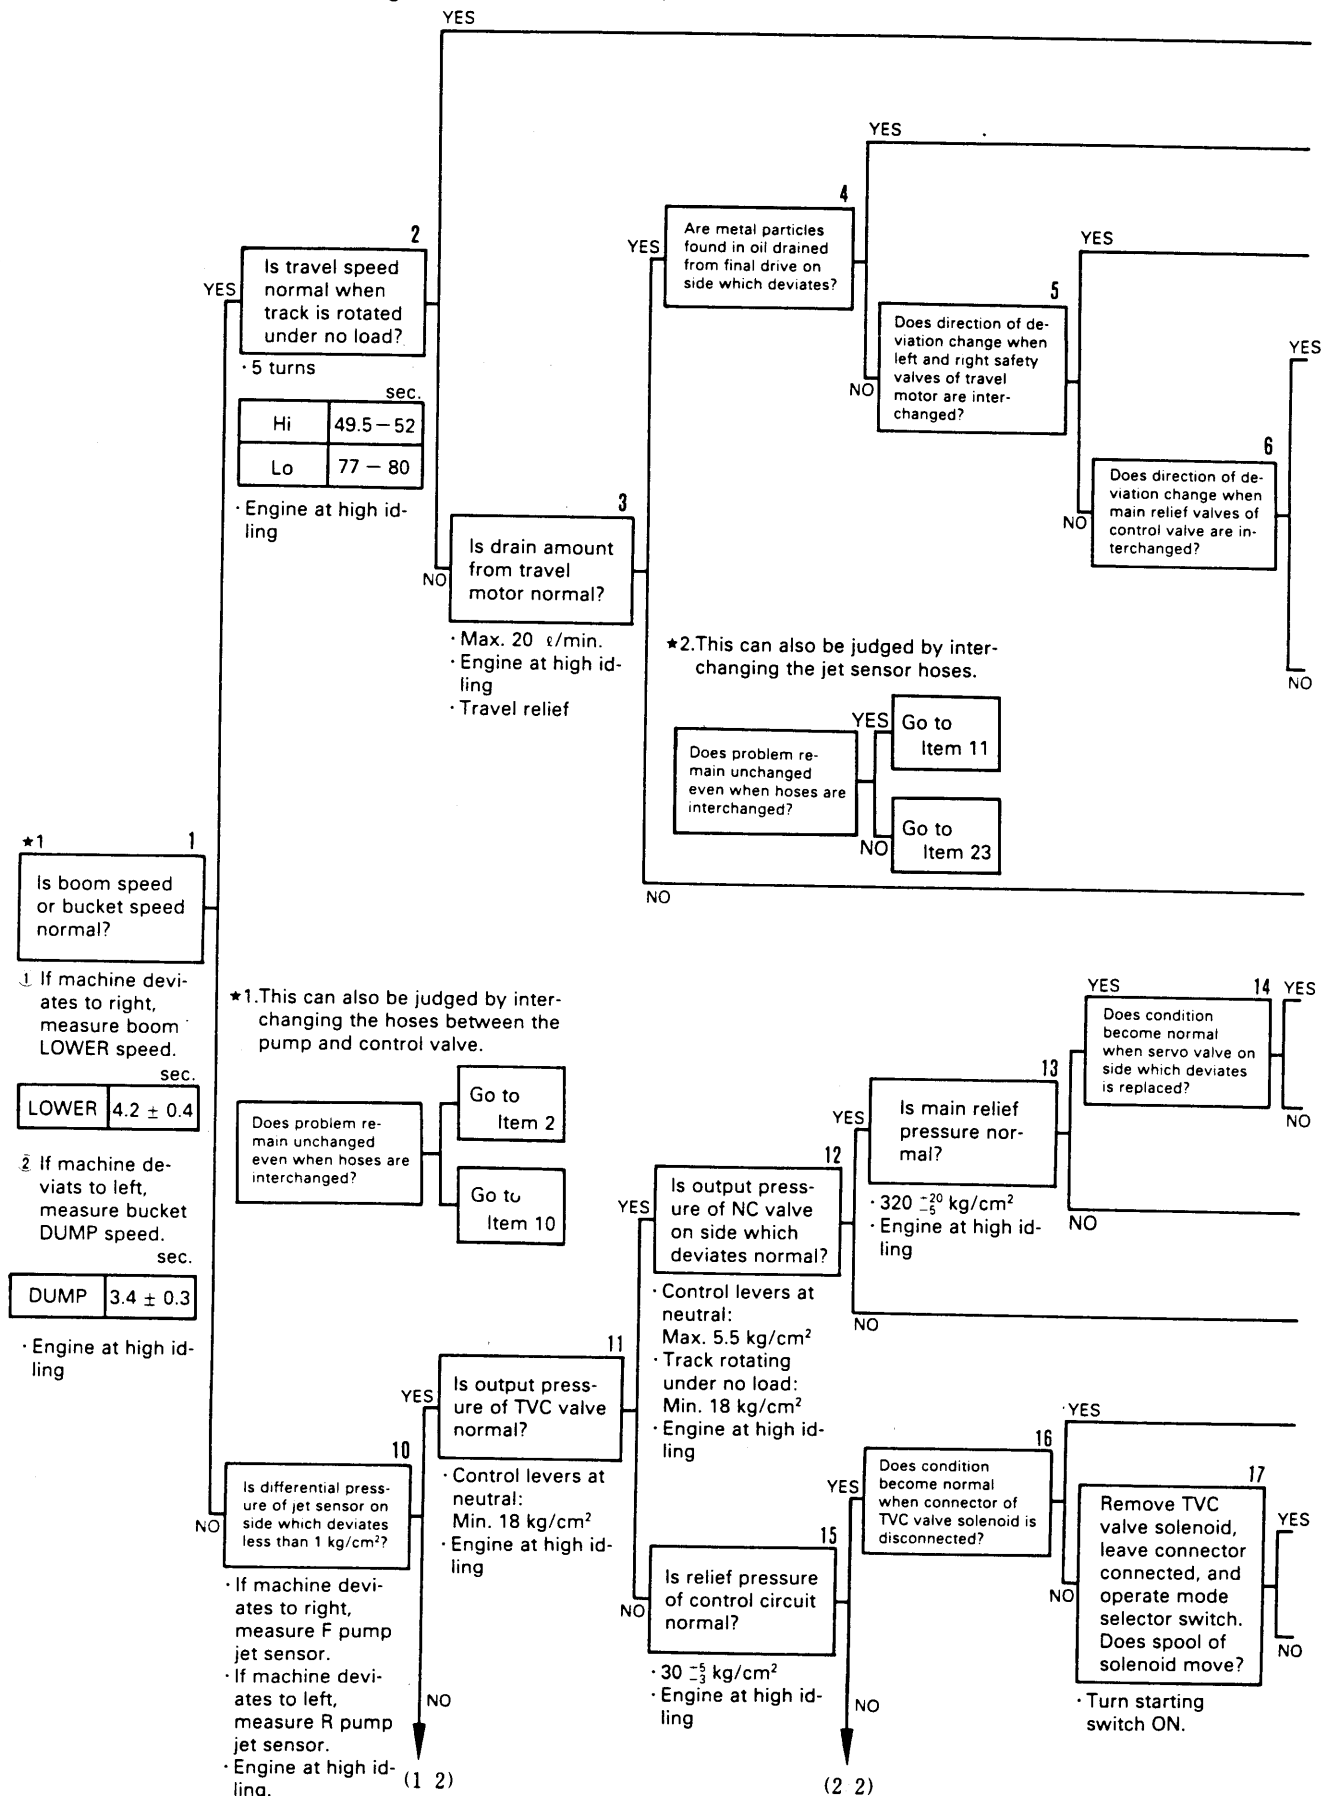 YES
YES
4
Are metal particles
found in oil drained
from final drive on
side which deviates?
YES
2
Is travel speed
normal when
track is rotated
under no load?
YES
· 5 turns
sec.
Hi 49.5 – 52
Lo 77 – 80
· Engine at high id-
ling
YES
5
Does direction of de-
viation change when
left and right safety
valves of travel
motor are inter-
changed?
NO
YES
6
Does direction of de-
viation change when
main relief valves of
control valve are in-
terchanged?
NO
NO
3
Is drain amount
from travel
motor normal?
NO
· Max. 20 ℓ/min.
· Engine at high id-
ling
· Travel relief
★2.This can also be judged by inter-
changing the jet sensor hoses.
Does problem re-
main unchanged
even when hoses are
interchanged?
YES
Go to
Item 11
NO
Go to
Item 23
NO
★1 1
Is boom speed
or bucket speed
normal?
① If machine devi-
ates to right,
measure boom
LOWER speed.
sec.
LOWER 4.2 ± 0.4
② If machine de-
viats to left,
measure bucket
DUMP speed.
sec.
DUMP 3.4 ± 0.3
· Engine at high id-
ling
★1.This can also be judged by inter-
changing the hoses between the
pump and control valve.
Does problem re-
main unchanged
even when hoses are
interchanged?
Go to
Item 2
Go to
Item 10
YES
14
Does condition
become normal
when servo valve on
side which deviates
is replaced?
YES
NO
13
Is main relief
pressure nor-
mal?
YES
· 320 kg/cm²
· Engine at high id-
ling
NO
12
Is output press-
ure of NC valve
on side which
deviates normal?
YES
· Control levers at
neutral:
Max. 5.5 kg/cm²
· Track rotating
under no load:
Min. 18 kg/cm²
· Engine at high id-
ling
NO
11
Is output press-
ure of TVC valve
normal?
YES
· Control levers at
neutral:
Min. 18 kg/cm²
· Engine at high id-
ling
10
Is differential press-
ure of jet sensor on
side which deviates
less than 1 kg/cm²?
NO
· If machine devi-
ates to right,
measure F pump
jet sensor.
· If machine devi-
ates to left,
measure R pump
jet sensor.
· Engine at high id-
ling.
NO
(1 2)
15
Is relief pressure
of control circuit
normal?
NO
· 30 kg/cm²
· Engine at high id-
ling
NO
(2 2)
16
Does condition
become normal
when connector of
TVC valve solenoid is
disconnected?
YES
YES
17
Remove TVC
valve solenoid,
leave connector
connected, and
operate mode
selector switch.
Does spool of
solenoid move?
NO
YES
NO
· Turn starting
switch ON.